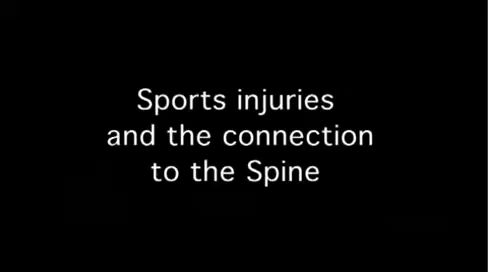 Sports injuries
and the connection
to the Spine